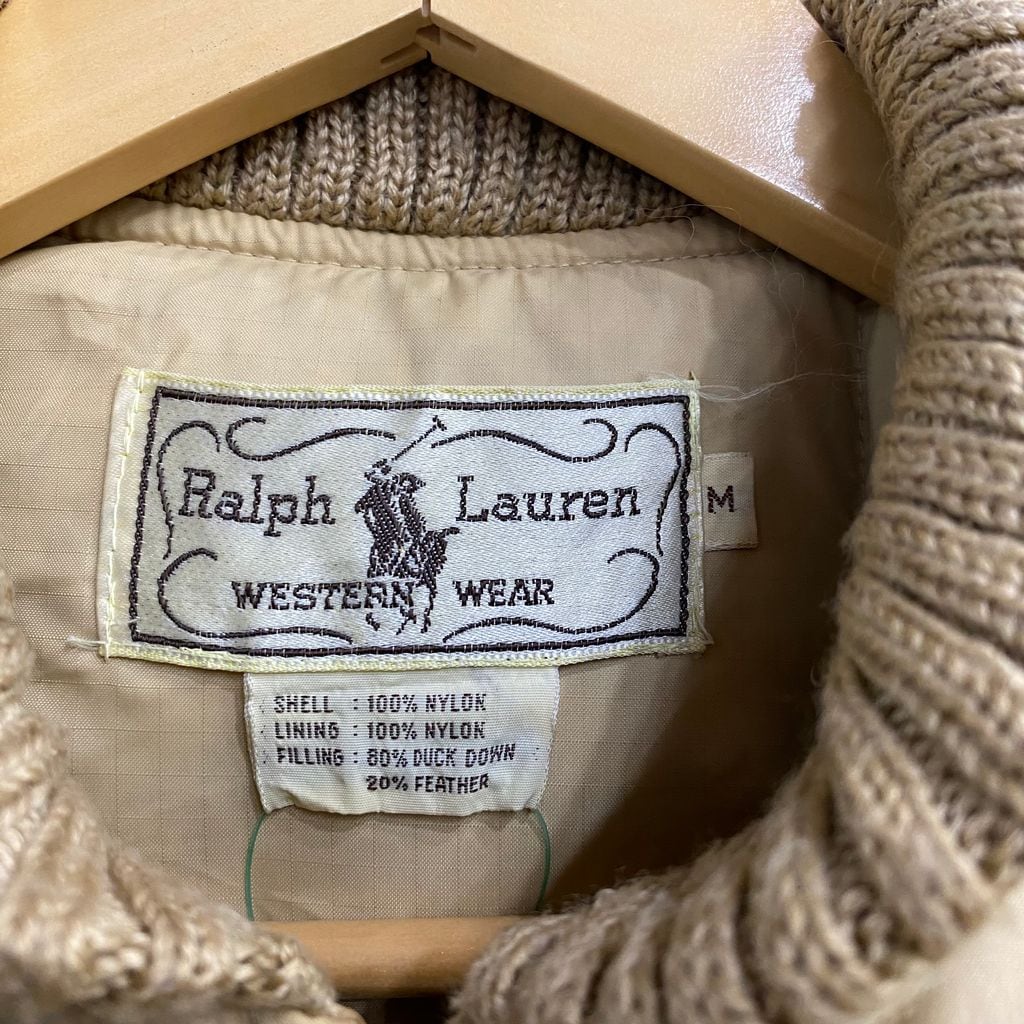 Ralph Lauren
WESTERN WEAR
M
SHELL : 100% NYLON
LINING : 100% NYLON
FILLING : 80% DUCK DOWN
20% FEATHER